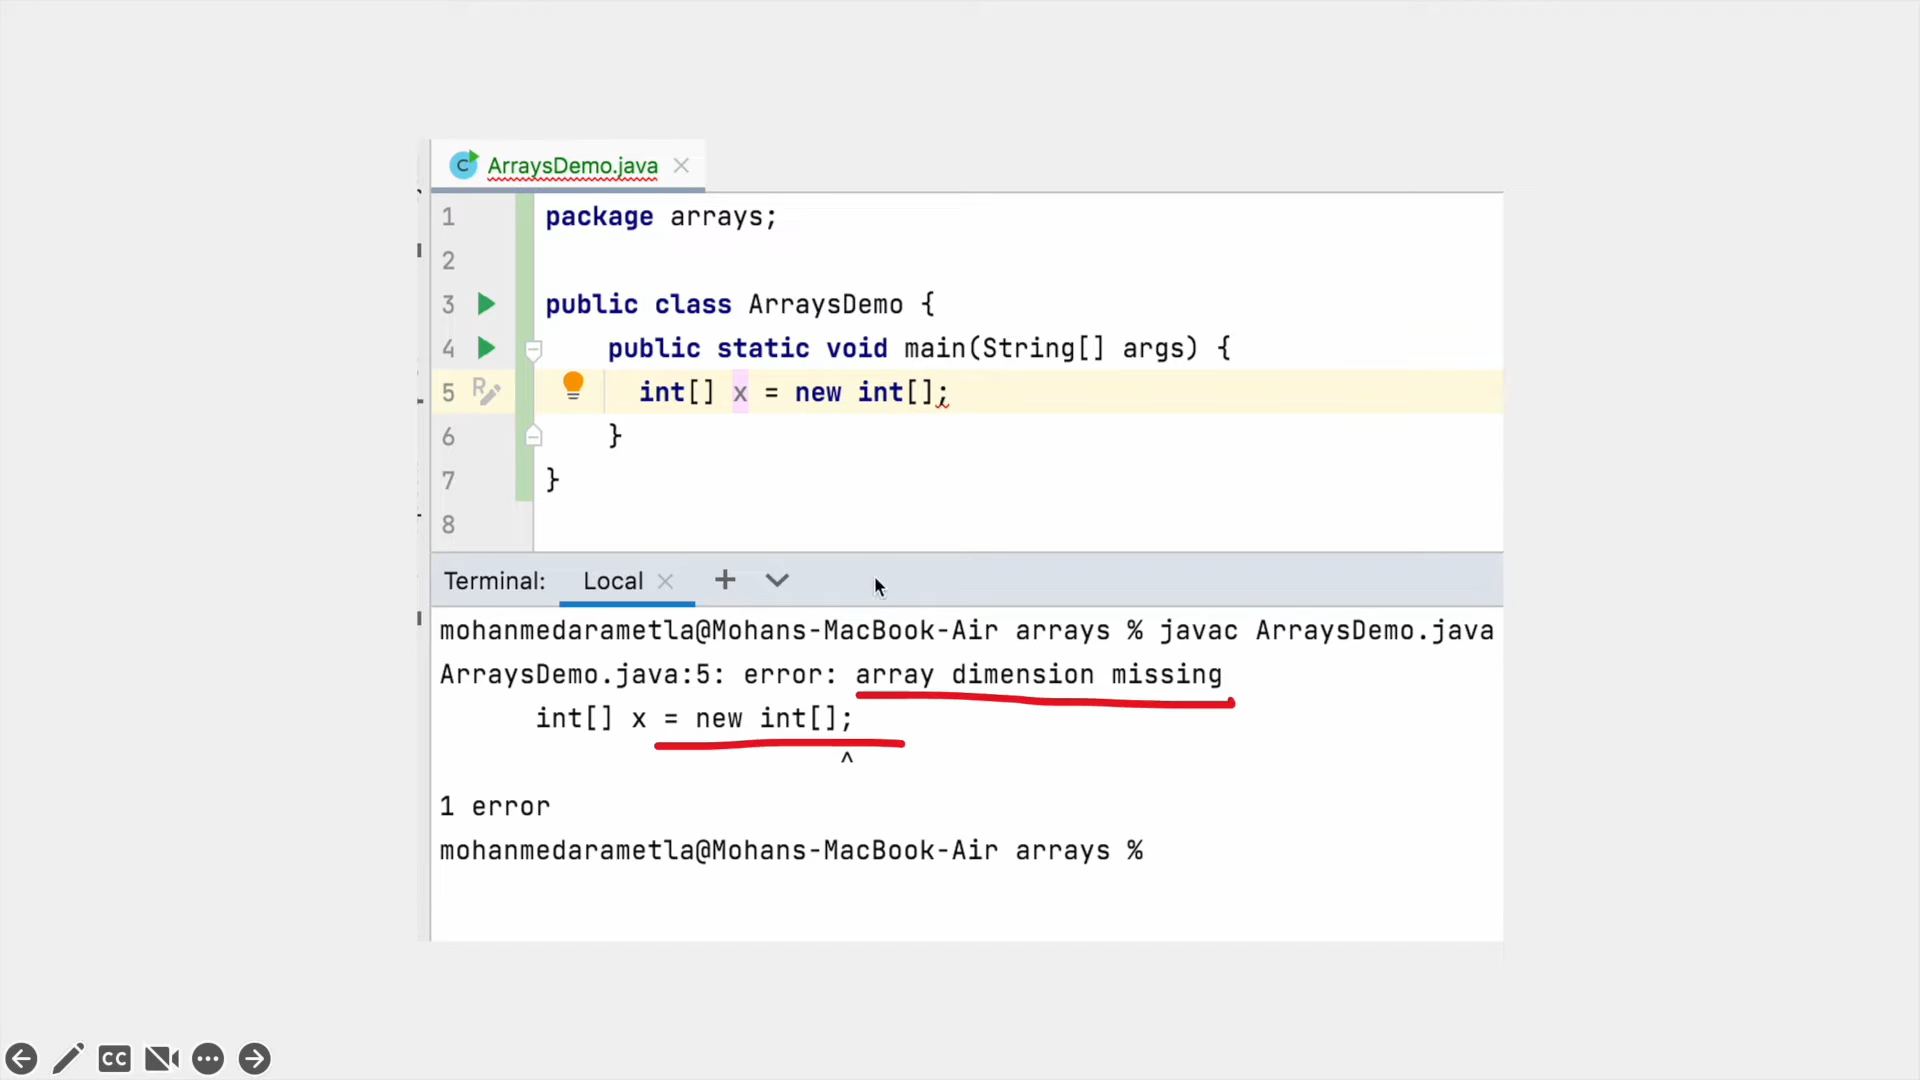 ArraysDemo.java
1 package arrays;
2
3 public class ArraysDemo {
4 public static void main(String[] args) {
5 int[] x = new int[];
6 }
7 }
8
Terminal: Local
mohanmedarametla@Mohans-MacBook-Air arrays % javac ArraysDemo.java
ArraysDemo.java:5: error: array dimension missing
int[] x = new int[];
^
1 error
mohanmedarametla@Mohans-MacBook-Air arrays %
CC